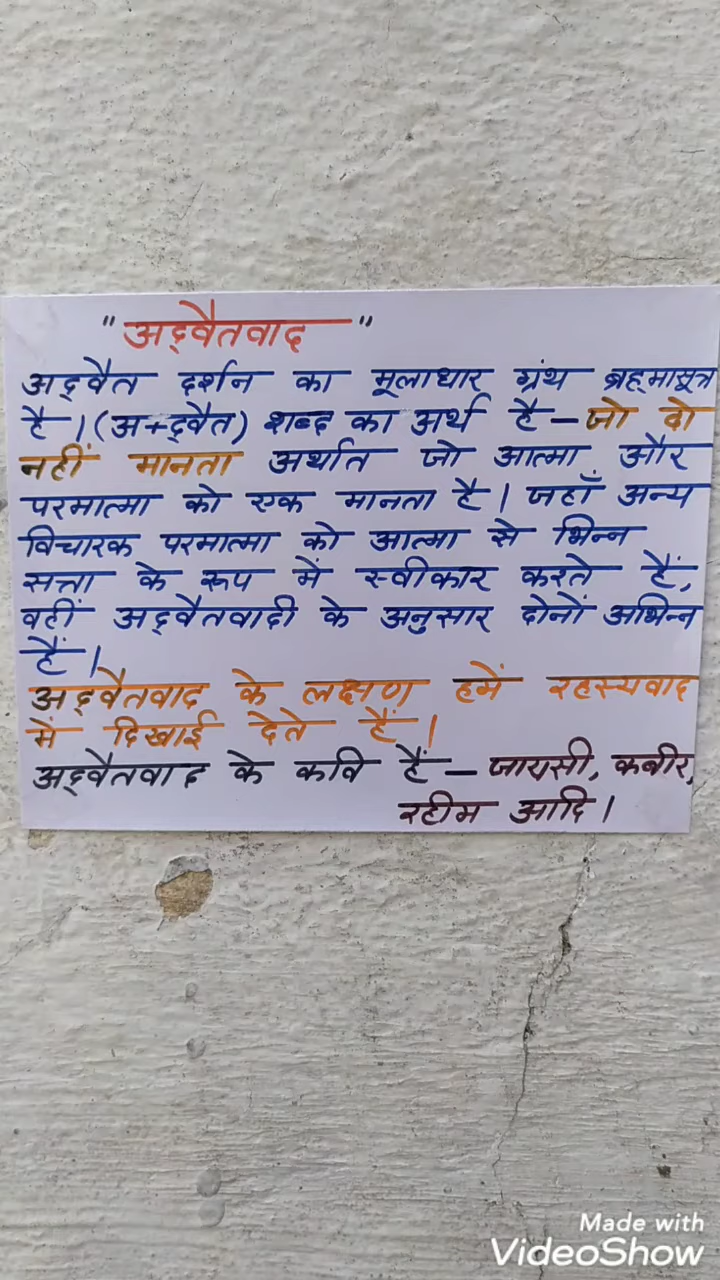 "अद्वैतवाद"
अद्वैत दर्शन का मूलाधार ग्रंथ ब्रह्मासूत्र
है। (अ+द्वैत) शब्द का अर्थ है – जो दो
नहीं मानता अर्थात जो आत्मा और
परमात्मा को एक मानता है। जहाँ अन्य
विचारक परमात्मा को आत्मा से भिन्न
सत्ता के रूप में स्वीकार करते हैं,
वहीं अद्वैतवादी के अनुसार दोनों अभिन्न
हैं।
अद्वैतवाद के लक्षण हमें रहस्यवाद
में दिखाई देते हैं।
अद्वैतवाद के कवि हैं – जायसी, कबीर,
रहीम आदि।
Made with
VideoShow